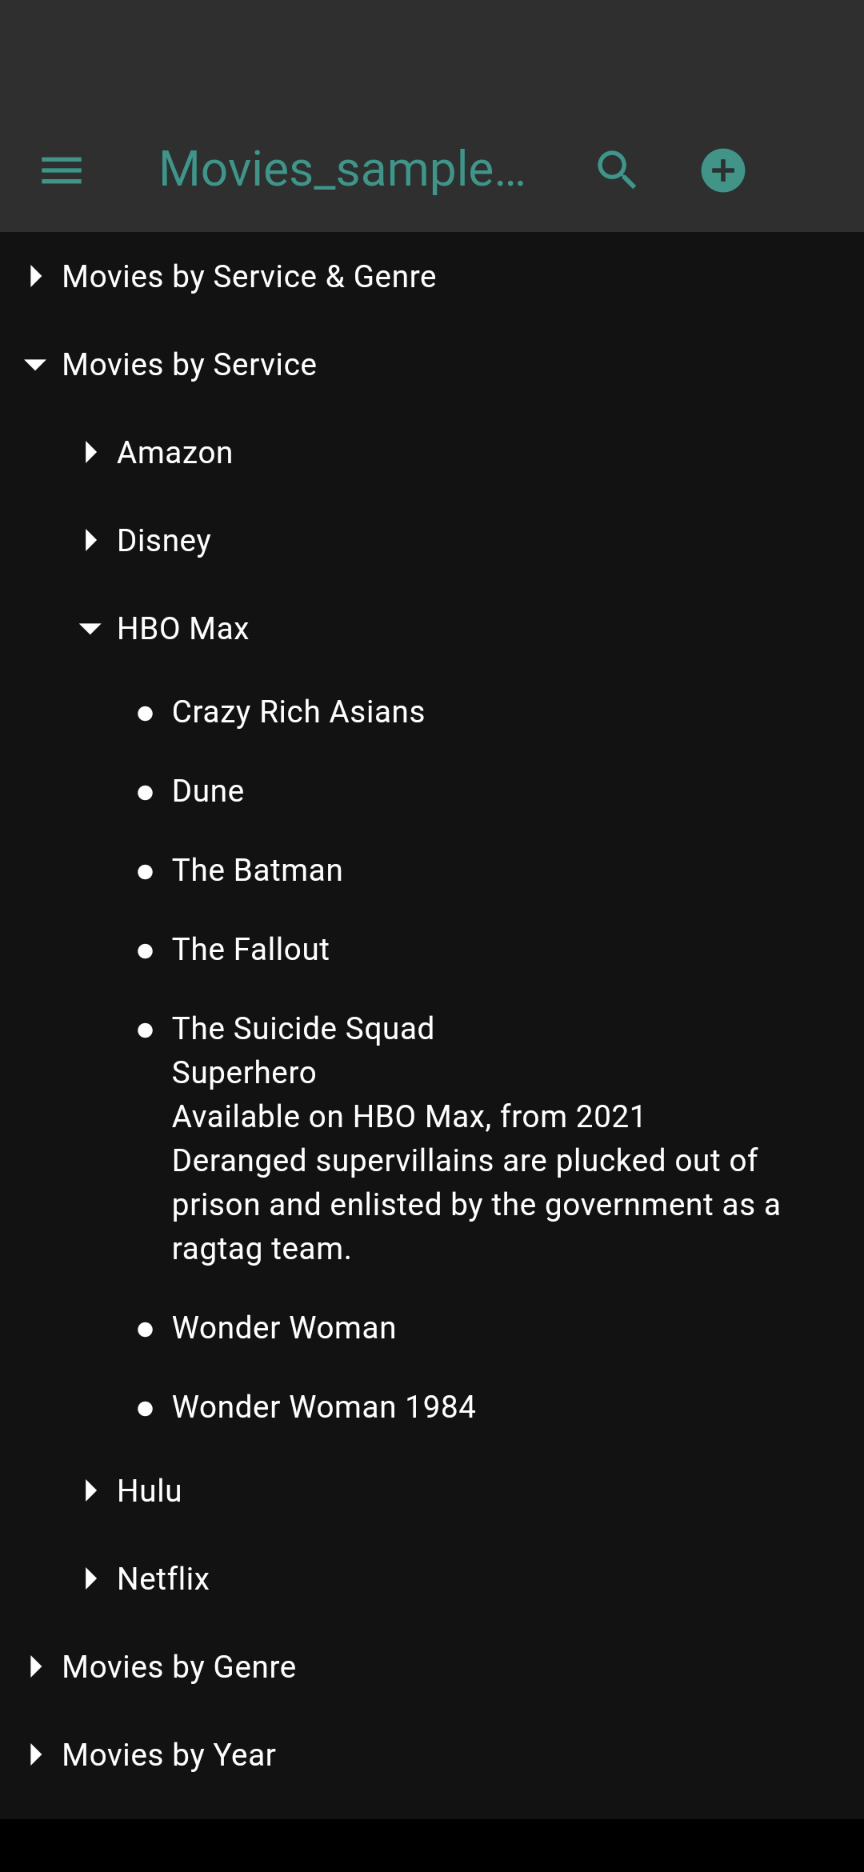 Movies_sample...
Movies by Service & Genre
Movies by Service
Amazon
Disney
HBO Max
Crazy Rich Asians
Dune
The Batman
The Fallout
The Suicide Squad
Superhero
Available on HBO Max, from 2021
Deranged supervillains are plucked out of
prison and enlisted by the government as a
ragtag team.
Wonder Woman
Wonder Woman 1984
Hulu
Netflix
Movies by Genre
Movies by Year